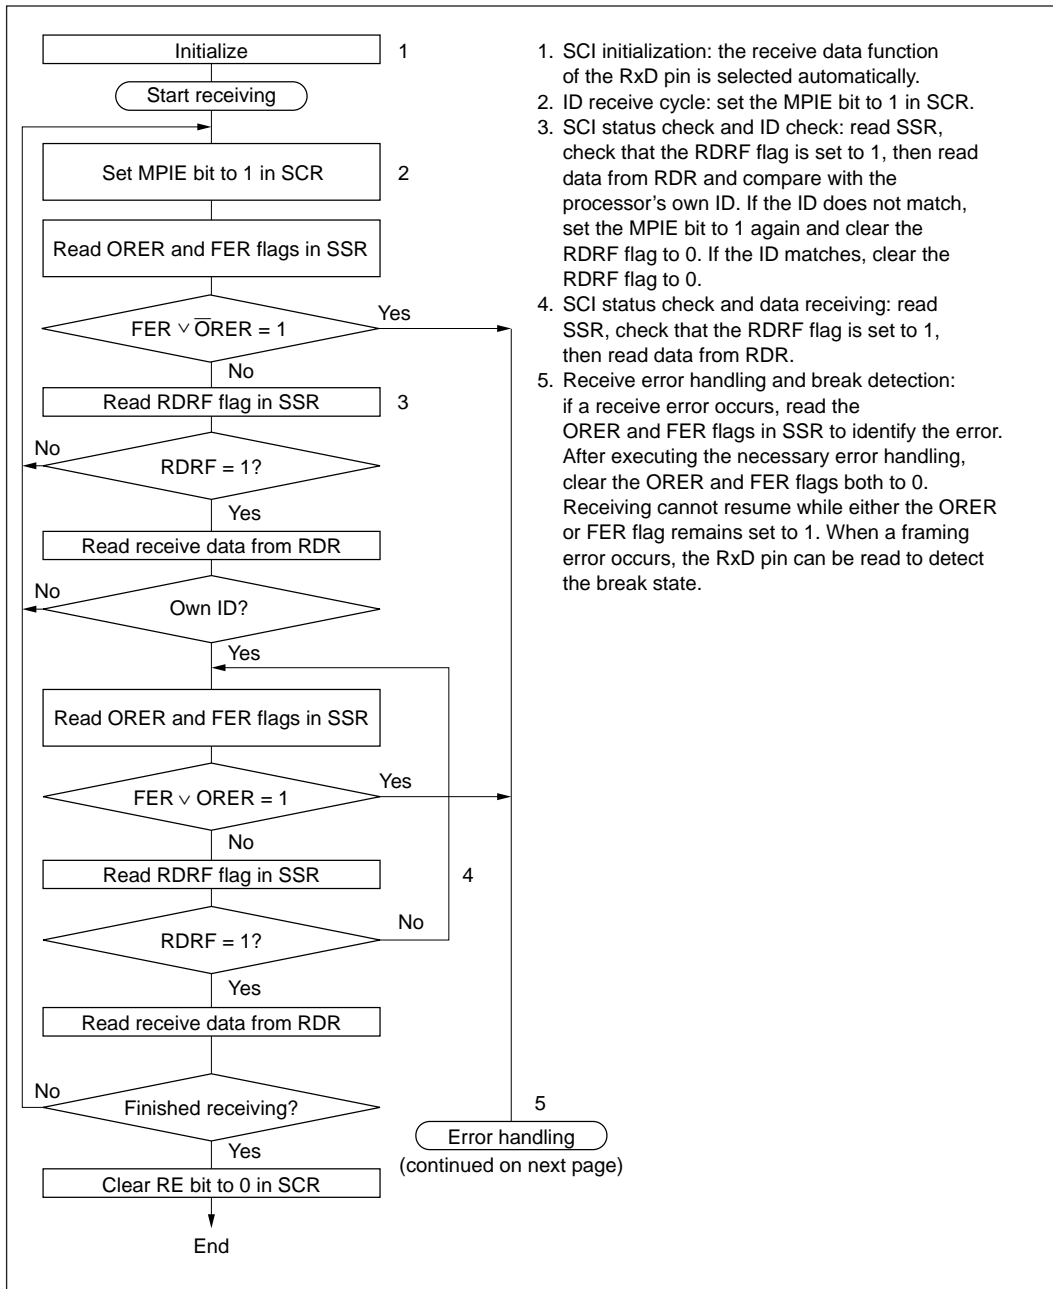 Initialize
1
Start receiving
Set MPIE bit to 1 in SCR
2
Read ORER and FER flags in SSR
FER ∨ O̅RER = 1
Yes
No
Read RDRF flag in SSR
3
No
RDRF = 1?
Yes
Read receive data from RDR
No
Own ID?
Yes
Read ORER and FER flags in SSR
Yes
FER ∨ ORER = 1
No
Read RDRF flag in SSR
4
No
RDRF = 1?
Yes
Read receive data from RDR
No
Finished receiving?
Yes
Clear RE bit to 0 in SCR
End
5
Error handling
(continued on next page)
1. SCI initialization: the receive data function
of the RxD pin is selected automatically.
2. ID receive cycle: set the MPIE bit to 1 in SCR.
3. SCI status check and ID check: read SSR,
check that the RDRF flag is set to 1, then read
data from RDR and compare with the
processor's own ID. If the ID does not match,
set the MPIE bit to 1 again and clear the
RDRF flag to 0. If the ID matches, clear the
RDRF flag to 0.
4. SCI status check and data receiving: read
SSR, check that the RDRF flag is set to 1,
then read data from RDR.
5. Receive error handling and break detection:
if a receive error occurs, read the
ORER and FER flags in SSR to identify the error.
After executing the necessary error handling,
clear the ORER and FER flags both to 0.
Receiving cannot resume while either the ORER
or FER flag remains set to 1. When a framing
error occurs, the RxD pin can be read to detect
the break state.